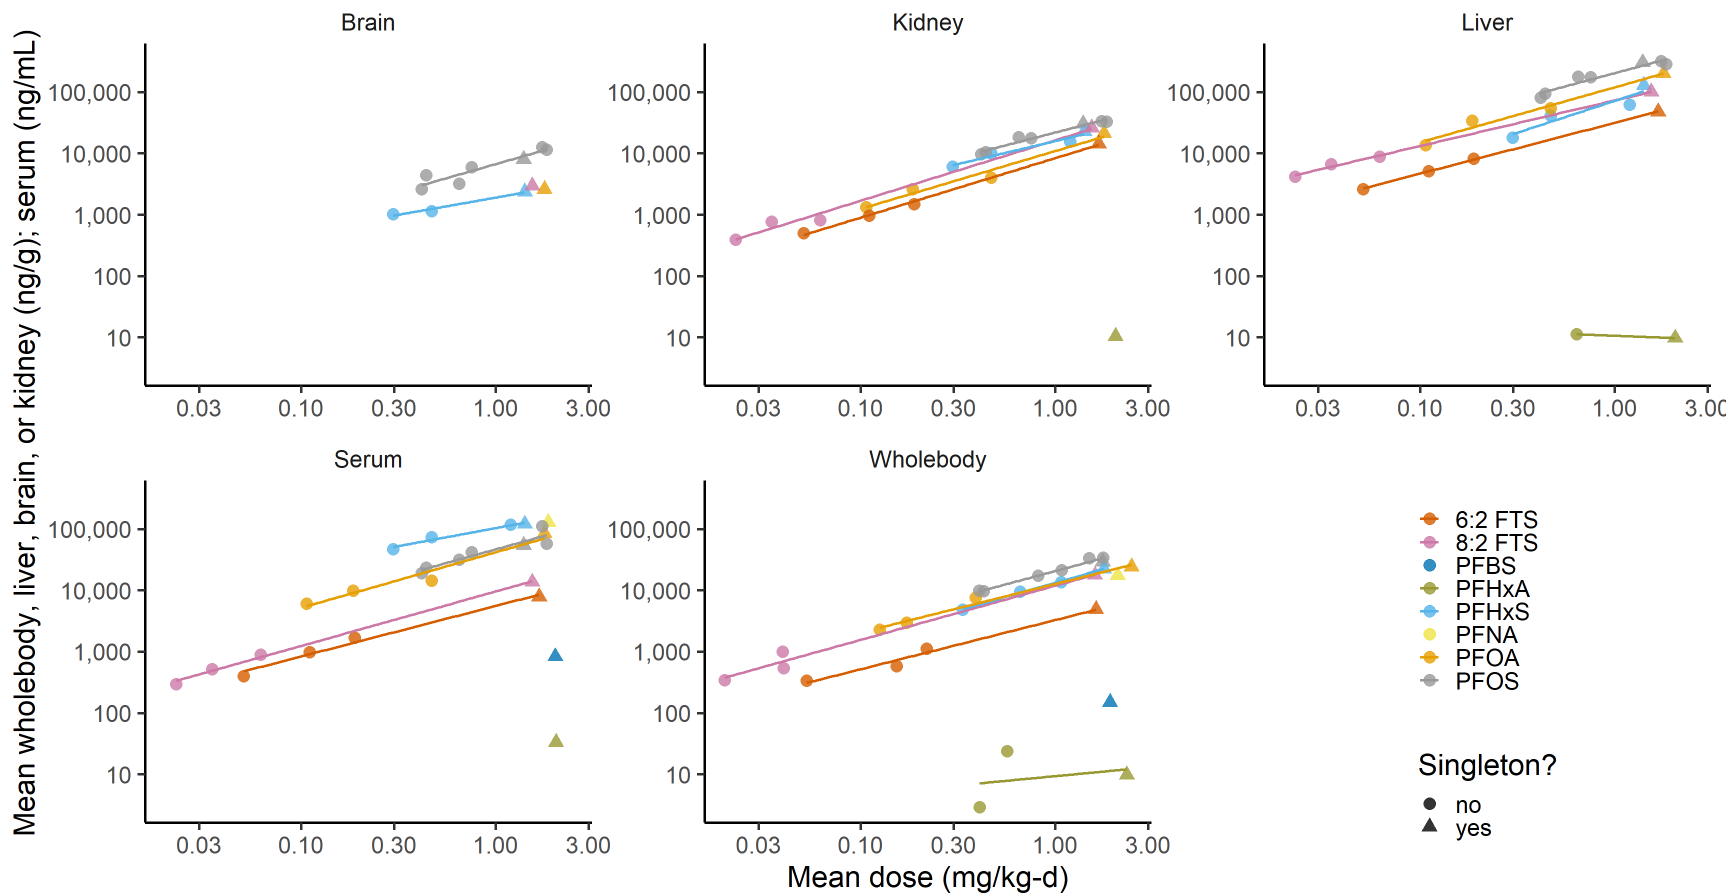 Brain
Kidney
Liver
100,000
10,000
1,000
100
10
100,000
10,000
1,000
100
10
100,000
10,000
1,000
100
10
0.03 0.10 0.30 1.00 3.00
0.03 0.10 0.30 1.00 3.00
0.03 0.10 0.30 1.00 3.00
Mean wholebody, liver, brain, or kidney (ng/g); serum (ng/mL)
Serum
Wholebody
100,000
10,000
1,000
100
10
100,000
10,000
1,000
100
10
0.03 0.10 0.30 1.00 3.00
0.03 0.10 0.30 1.00 3.00
Mean dose (mg/kg-d)
6:2 FTS
8:2 FTS
PFBS
PFHxA
PFHxS
PFNA
PFOA
PFOS
Singleton?
no
yes